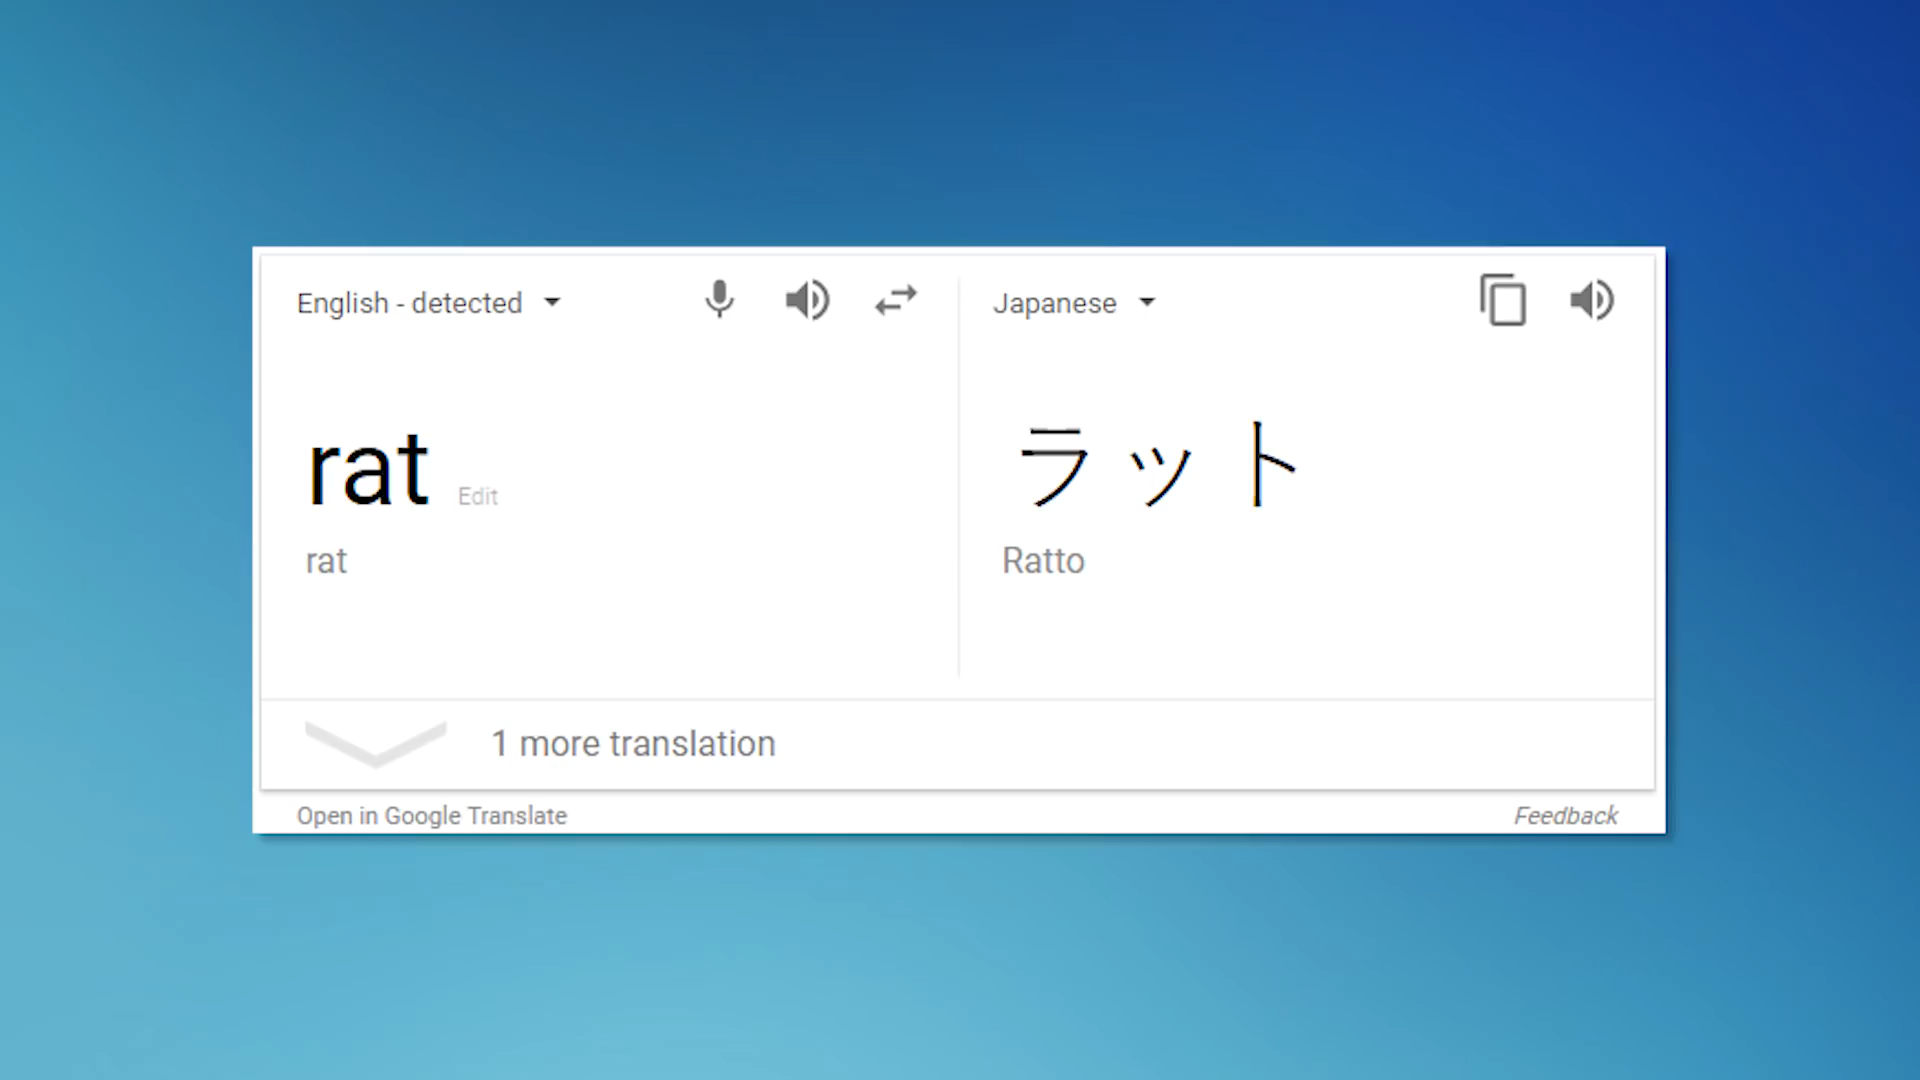 English - detected
Japanese
rat Edit
rat
ラット
Ratto
1 more translation
Open in Google Translate
Feedback